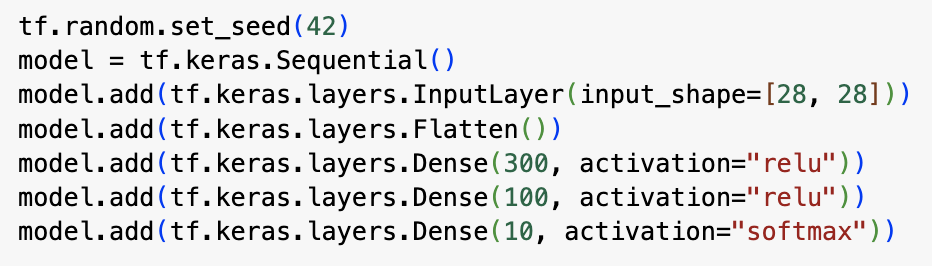 tf.random.set_seed(42)
model = tf.keras.Sequential()
model.add(tf.keras.layers.InputLayer(input_shape=[28, 28]))
model.add(tf.keras.layers.Flatten())
model.add(tf.keras.layers.Dense(300, activation="relu"))
model.add(tf.keras.layers.Dense(100, activation="relu"))
model.add(tf.keras.layers.Dense(10, activation="softmax"))